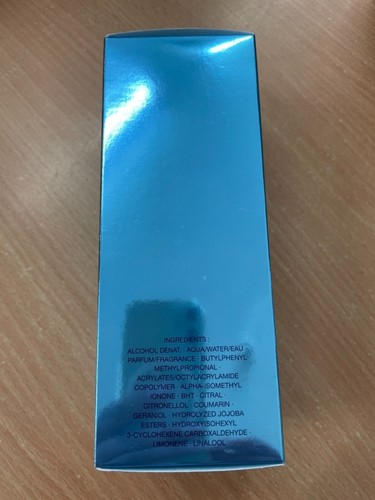 INGREDIENTS :
ALCOHOL DENAT. · AQUA/WATER/EAU ·
PARFUM/FRAGRANCE · BUTYLPHENYL
METHYLPROPIONAL ·
ACRYLATES/OCTYLACRYLAMIDE
COPOLYMER · ALPHA-ISOMETHYL
IONONE · BHT · CITRAL ·
CITRONELLOL · COUMARIN ·
GERANIOL · HYDROLYZED JOJOBA
ESTERS · HYDROXYISOHEXYL
3-CYCLOHEXENE CARBOXALDEHYDE ·
LIMONENE · LINALOOL